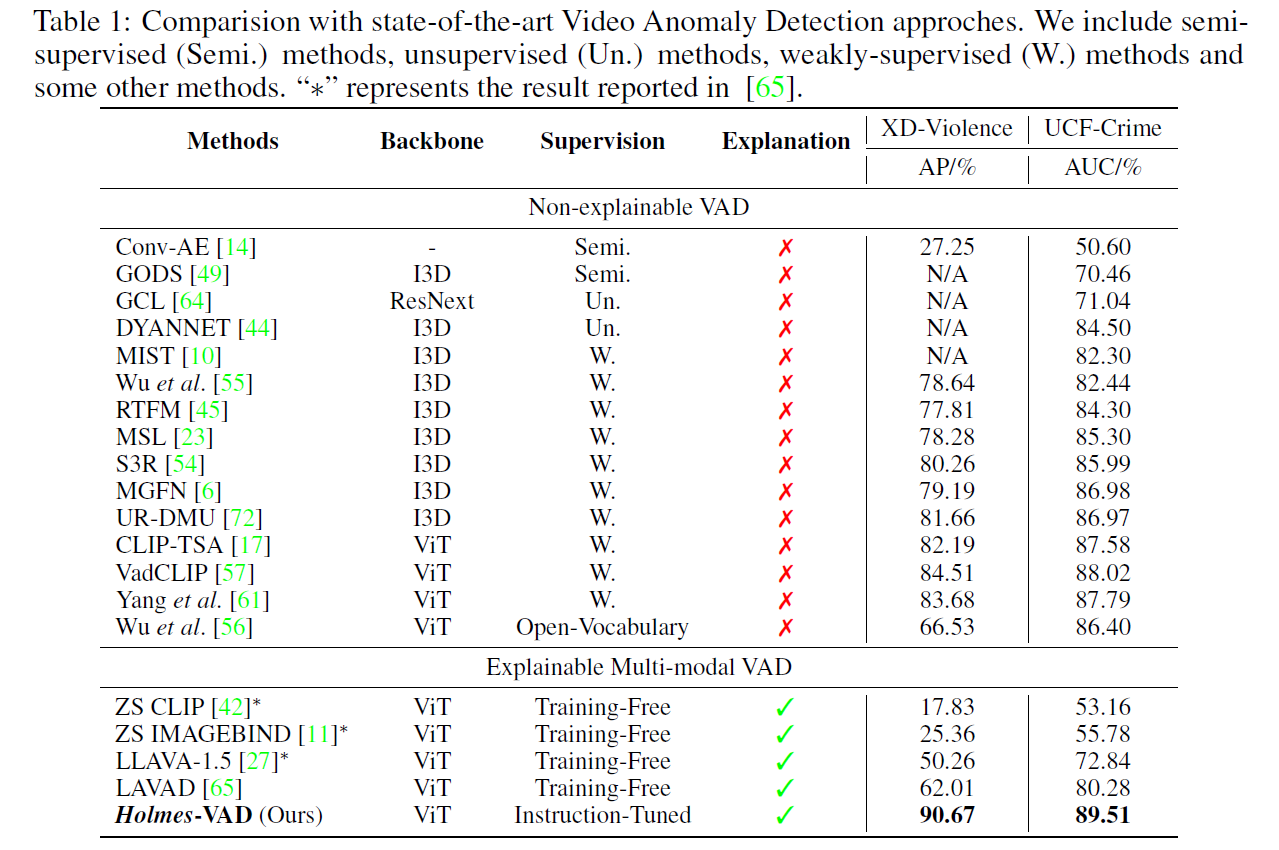 Table 1: Comparision with state-of-the-art Video Anomaly Detection approches. We include semi-
supervised (Semi.) methods, unsupervised (Un.) methods, weakly-supervised (W.) methods and
some other methods. “∗” represents the result reported in [65].
Methods Backbone Supervision Explanation XD-Violence UCF-Crime
AP/% AUC/%
Non-explainable VAD
Conv-AE [14] - Semi. ✗ 27.25 50.60
GODS [49] I3D Semi. ✗ N/A 70.46
GCL [64] ResNext Un. ✗ N/A 71.04
DYANNET [44] I3D Un. ✗ N/A 84.50
MIST [10] I3D W. ✗ N/A 82.30
Wu et al. [55] I3D W. ✗ 78.64 82.44
RTFM [45] I3D W. ✗ 77.81 84.30
MSL [23] I3D W. ✗ 78.28 85.30
S3R [54] I3D W. ✗ 80.26 85.99
MGFN [6] I3D W. ✗ 79.19 86.98
UR-DMU [72] I3D W. ✗ 81.66 86.97
CLIP-TSA [17] ViT W. ✗ 82.19 87.58
VadCLIP [57] ViT W. ✗ 84.51 88.02
Yang et al. [61] ViT W. ✗ 83.68 87.79
Wu et al. [56] ViT Open-Vocabulary ✗ 66.53 86.40
Explainable Multi-modal VAD
ZS CLIP [42]∗ ViT Training-Free ✓ 17.83 53.16
ZS IMAGEBIND [11]∗ ViT Training-Free ✓ 25.36 55.78
LLAVA-1.5 [27]∗ ViT Training-Free ✓ 50.26 72.84
LAVAD [65] ViT Training-Free ✓ 62.01 80.28
Holmes-VAD (Ours) ViT Instruction-Tuned ✓ 90.67 89.51